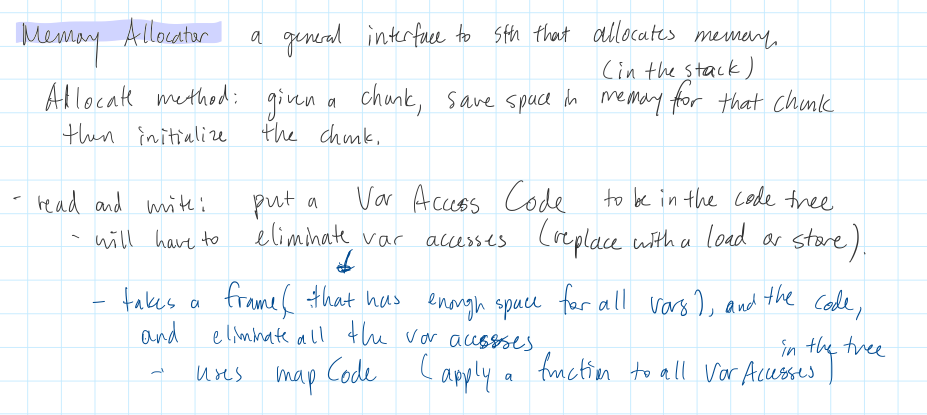 Memory Allocator a general interface to sth that allocates memory.
(in the stack)
Allocate method: given a chunk, save space in memory for that chunk
then initialize the chunk.
- read and write: put a Var Access Code to be in the code tree
- will have to eliminate var accesses (replace with a load or store).
- takes a frame (that has enough space for all vars), and the code,
and eliminate all the var accesses
in the tree
- uses mapCode (apply a function to all VarAccesses)